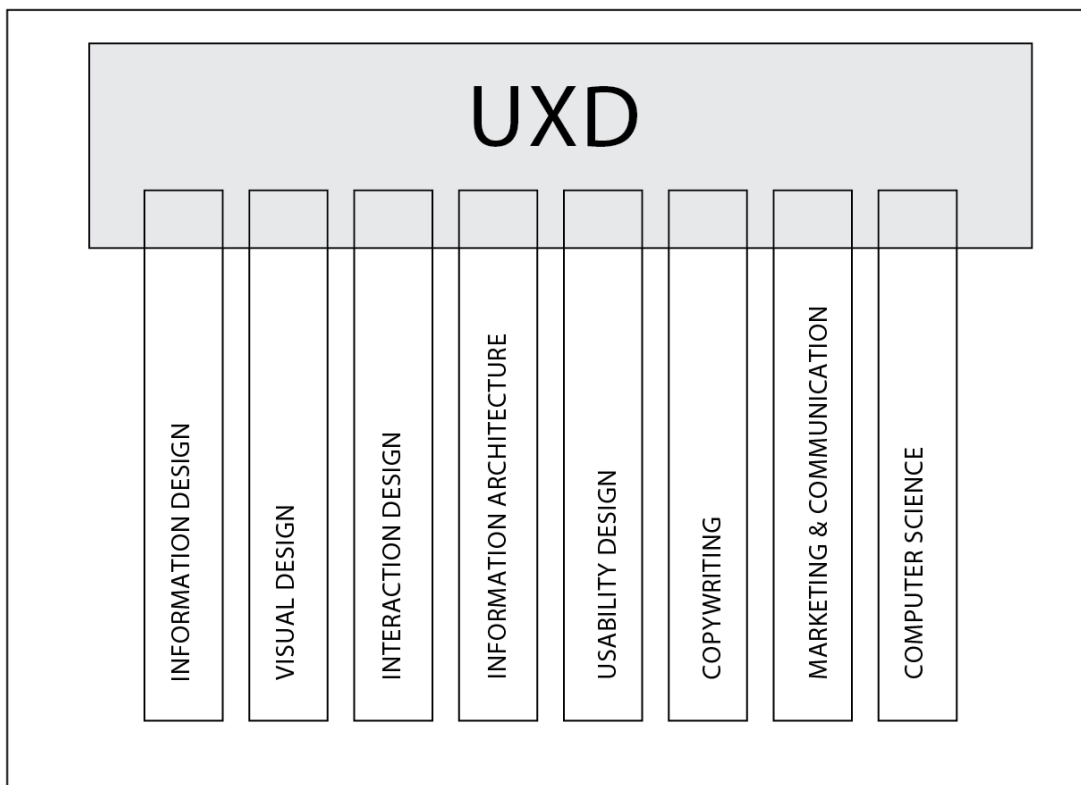 UXD
INFORMATION DESIGN
VISUAL DESIGN
INTERACTION DESIGN
INFORMATION ARCHITECTURE
USABILITY DESIGN
COPYWRITING
MARKETING & COMMUNICATION
COMPUTER SCIENCE